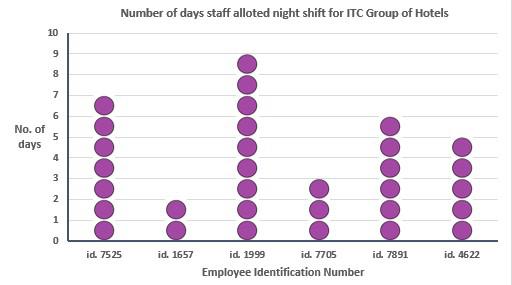 Number of days staff alloted night shift for ITC Group of Hotels
10
9
8
7
6
5
4
3
2
1
0
No. of
days
id. 7525 id. 1657 id. 1999 id. 7705 id. 7891 id. 4622
Employee Identification Number